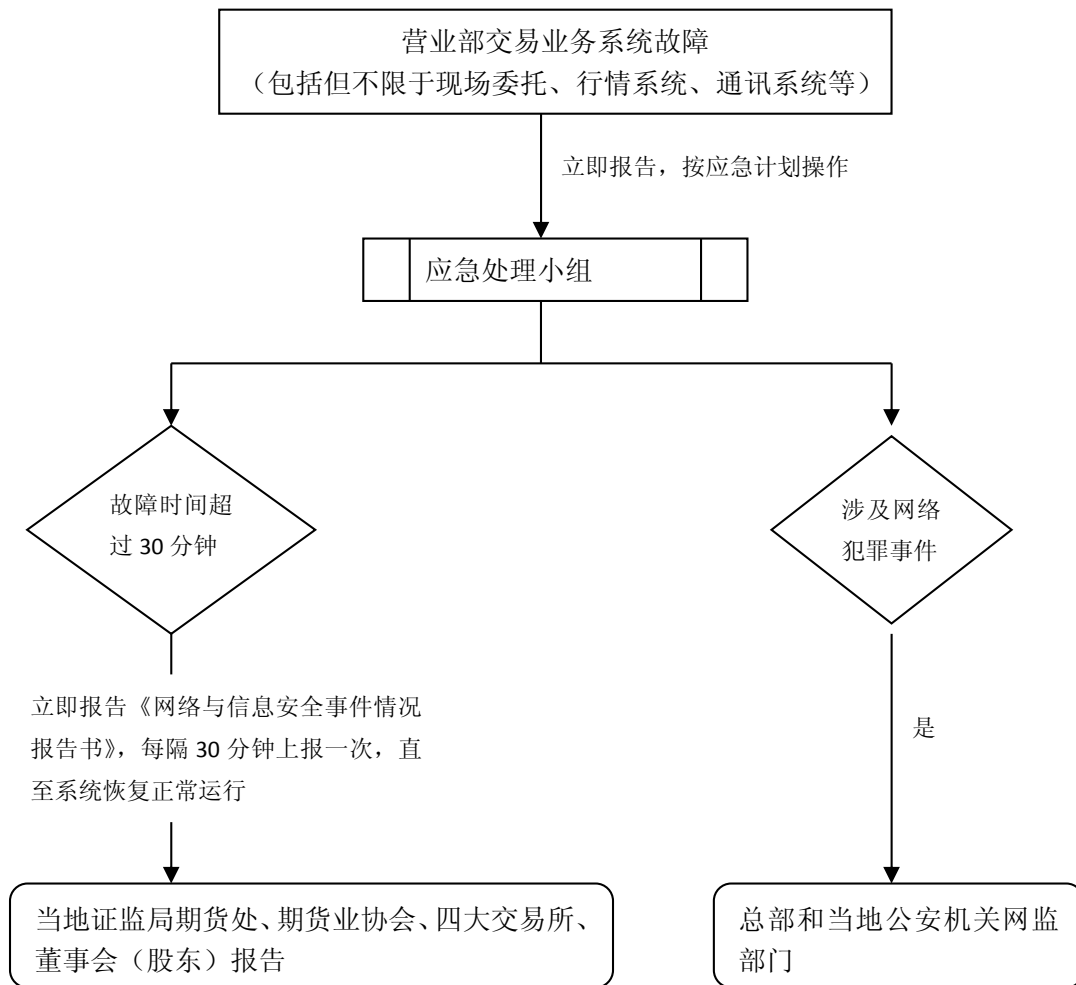 营业部交易业务系统故障
（包括但不限于现场委托、行情系统、通讯系统等）
立即报告，按应急计划操作
应急处理小组
故障时间超
过 30 分钟
涉及网络
犯罪事件
立即报告《网络与信息安全事件情况
报告书》，每隔 30 分钟上报一次，直
至系统恢复正常运行
是
当地证监局期货处、期货业协会、四大交易所、
董事会（股东）报告
总部和当地公安机关网监
部门